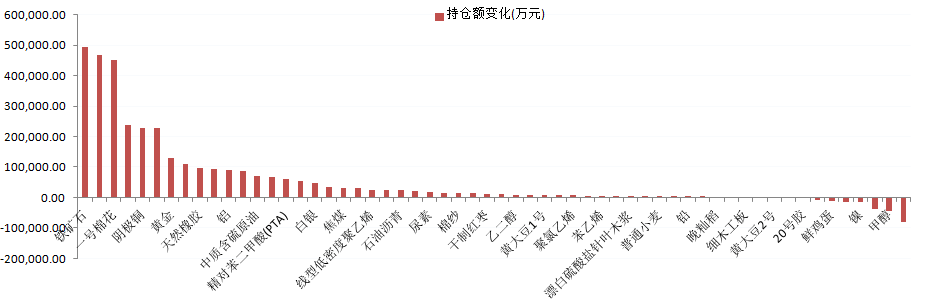 持仓额变化(万元)
600,000.00
500,000.00
400,000.00
300,000.00
200,000.00
100,000.00
0.00
-100,000.00
-200,000.00
铁矿石
一号棉花
阴极铜
黄金
天然橡胶
铝
中质含硫原油
精对苯二甲酸(PTA)
白银
焦煤
线型低密度聚乙烯
石油沥青
尿素
棉纱
干制红枣
乙二醇
黄大豆1号
聚氯乙烯
苯乙烯
漂白硫酸盐针叶木浆
普通小麦
铅
晚籼稻
细木工板
黄大豆2号
20号胶
鲜鸡蛋
镍
甲醇